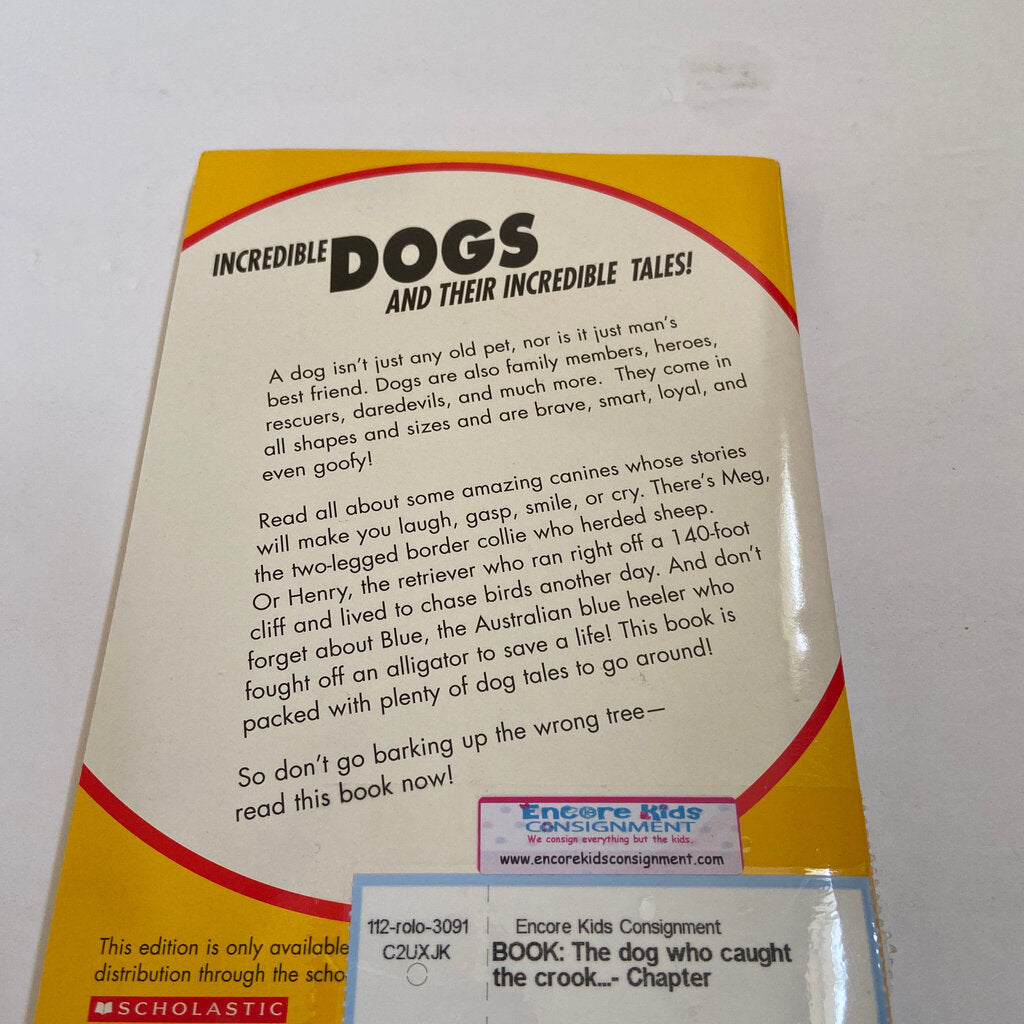 INCREDIBLE DOGS
AND THEIR INCREDIBLE TALES!
A dog isn't just any old pet, nor is it just man's
best friend. Dogs are also family members, heroes,
rescuers, daredevils, and much more. They come in
all shapes and sizes and are brave, smart, loyal, and
even goofy!
Read all about some amazing canines whose stories
will make you laugh, gasp, smile, or cry. There's Meg,
the two-legged border collie who herded sheep.
Or Henry, the retriever who ran right off a 140-foot
cliff and lived to chase birds another day. And don't
forget about Blue, the Australian blue heeler who
fought off an alligator to save a life! This book is
packed with plenty of dog tales to go around!
So don't go barking up the wrong tree—
read this book now!
Encore Kids
CONSIGNMENT
We consign everything but the kids.
www.encorekidsconsignment.com
112-rolo-3091
C2UXJK
Encore Kids Consignment
BOOK: The dog who caught
the crook...- Chapter
This edition is only available
distribution through the scho
SCHOLASTIC